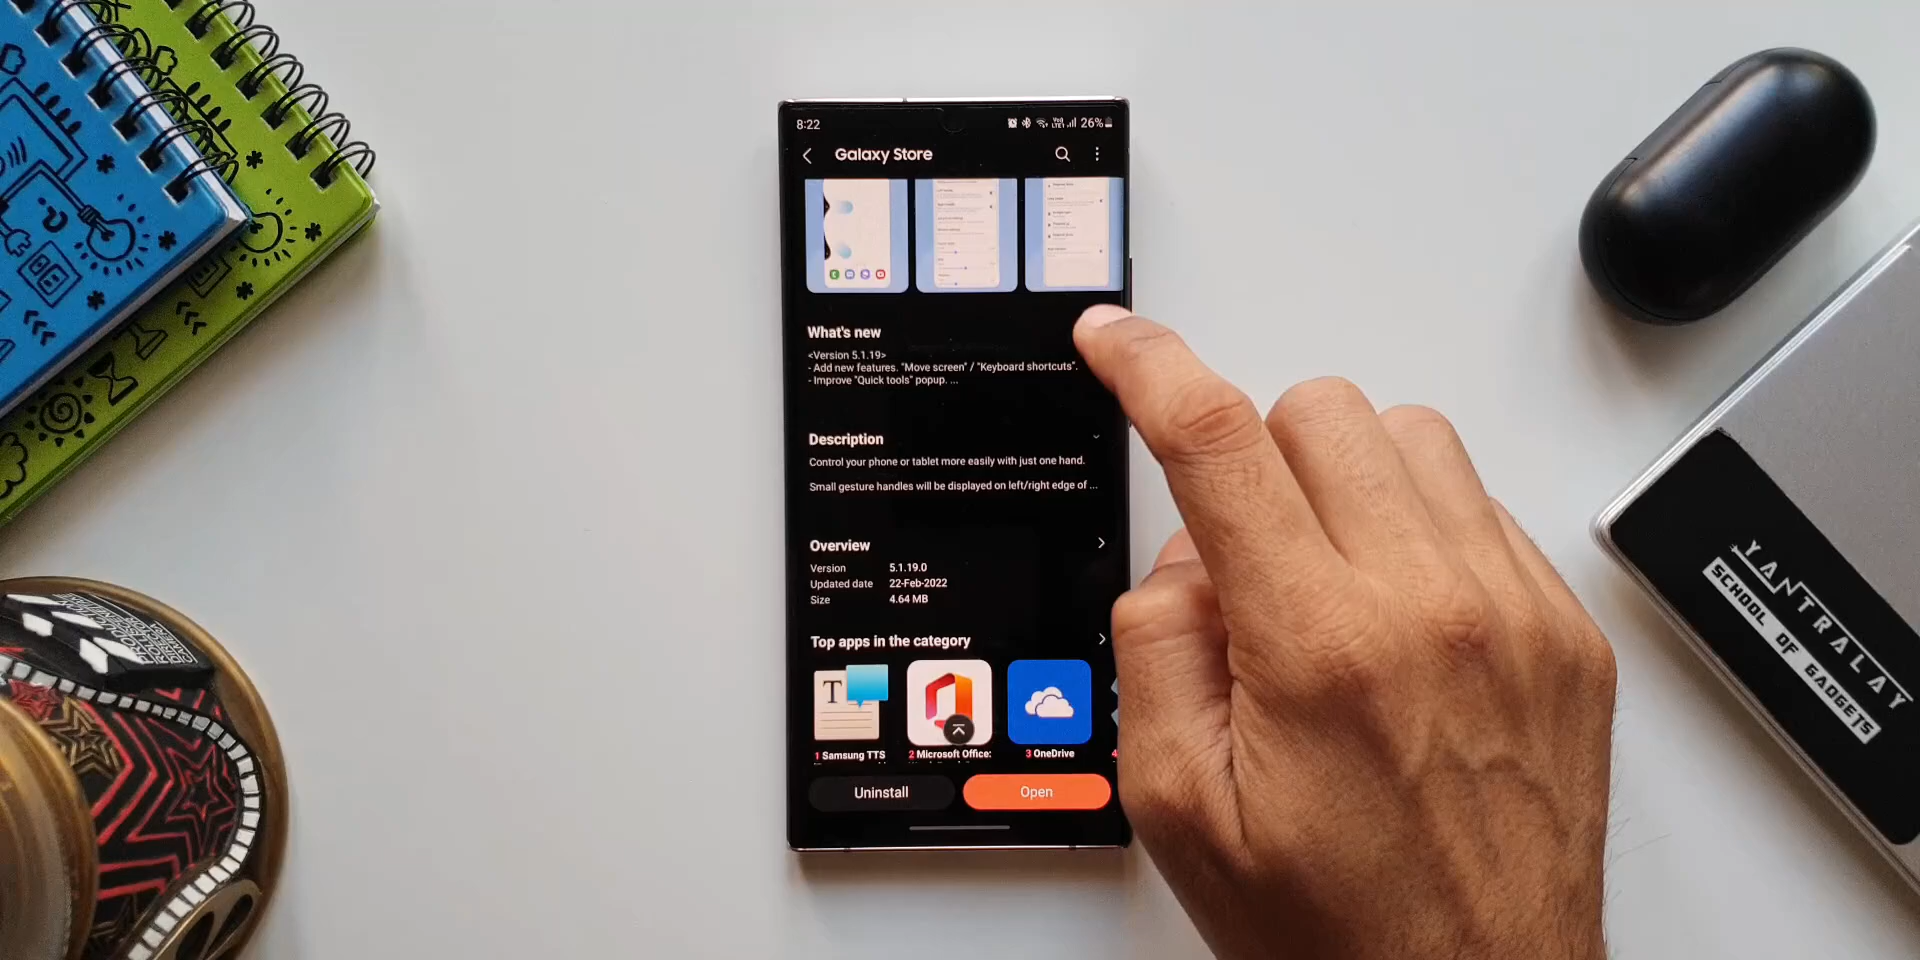 8:22
26%
Galaxy Store
What's new
<Version 5.1.19>
- Add new features. "Move screen" / "Keyboard shortcuts".
- Improve "Quick tools" popup. ...
Description
Control your phone or tablet more easily with just one hand.
Small gesture handles will be displayed on left/right edge of ...
Overview
Version 5.1.19.0
Updated date 22-Feb-2022
Size 4.64 MB
Top apps in the category
T
1 Samsung TTS
2 Microsoft Office:
3 OneDrive
Uninstall
Open
YANTRALAY
SCHOOL OF GADGETS